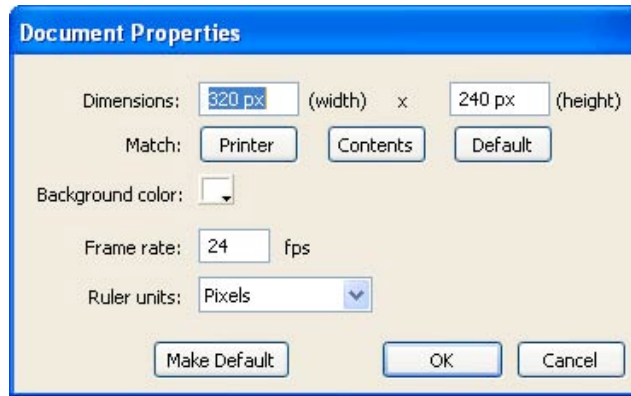 Document Properties
Dimensions: 320 px (width) x 240 px (height)
Match: Printer Contents Default
Background color:
Frame rate: 24 fps
Ruler units: Pixels
Make Default OK Cancel